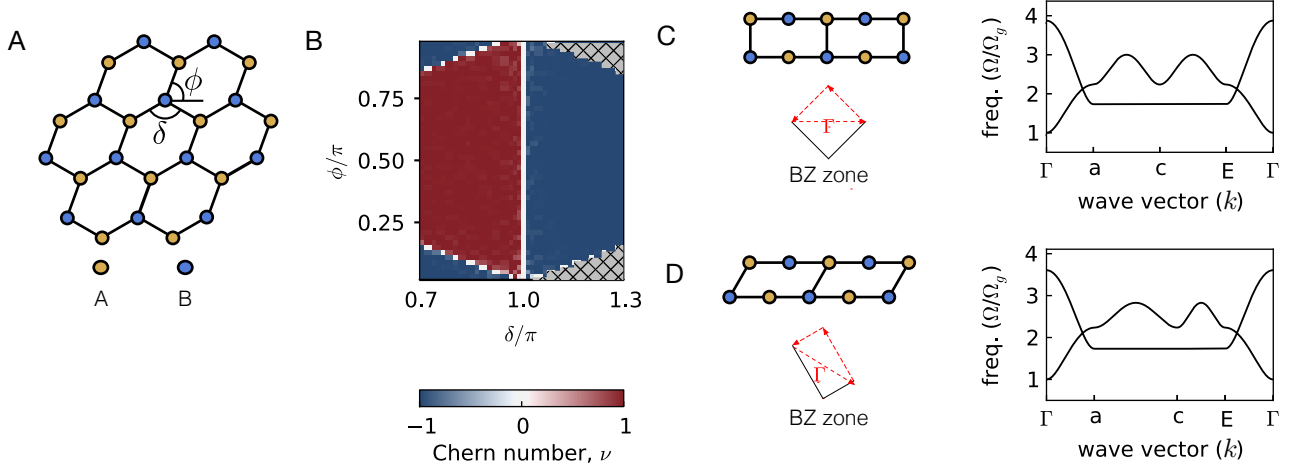 A
ϕ
δ
A
B
B
0.75
0.50
0.25
ϕ/π
0.7
1.0
1.3
δ/π
−1
0
1
Chern number, ν
C
Γ
BZ zone
4
3
2
1
freq. (Ω/Ω_g)
Γ
a
c
E
Γ
wave vector (k)
D
Γ
BZ zone
4
3
2
1
freq. (Ω/Ω_g)
Γ
a
c
E
Γ
wave vector (k)